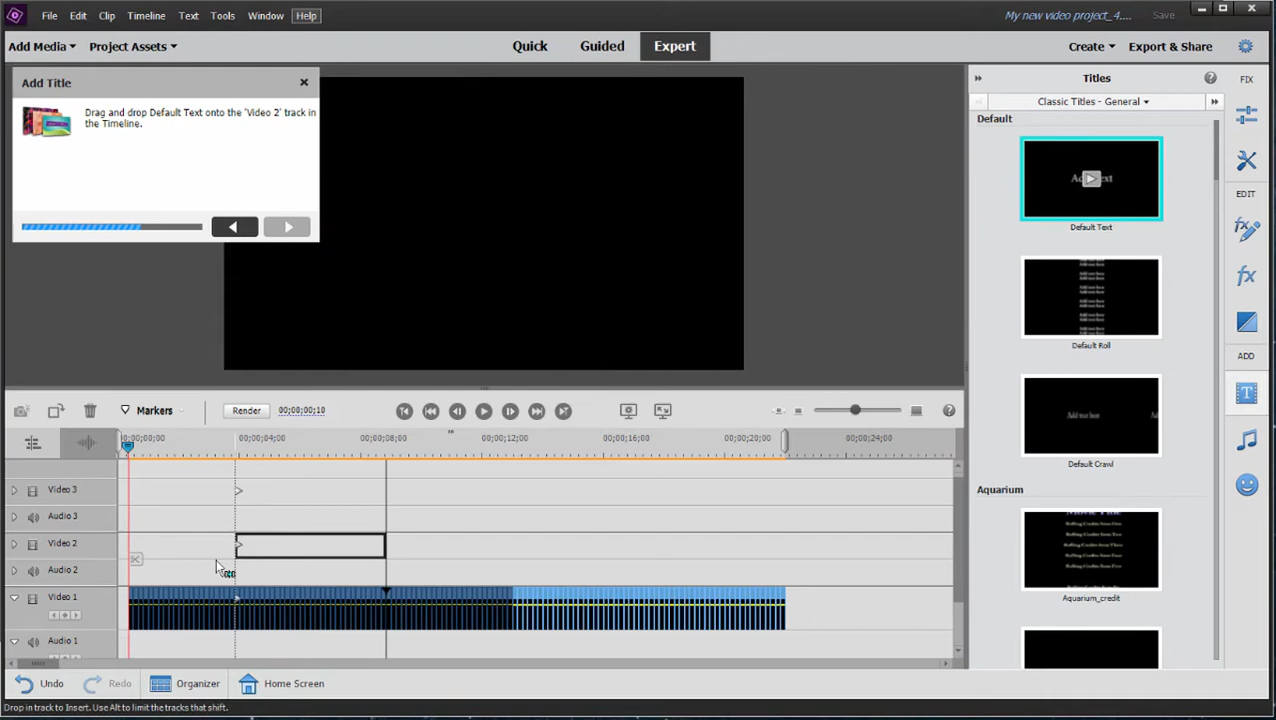 File Edit Clip Timeline Text Tools Window Help
My new video project_4.... Save
Add Media Project Assets
Quick Guided Expert
Create Export & Share
Add Title
Drag and drop Default Text onto the 'Video 2' track in
the Timeline.
Titles
Classic Titles - General
Default
Default Text
Default Roll
Add text here
Default Crawl
Aquarium
Movie Title
Aquarium_credit
FIX
EDIT
fx
ADD
T
Markers Render 00;00;00;10
00;00;04;00 00;00;08;00 00;00;12;00 00;00;16;00 00;00;20;00 00;00;24;00
Video 3
Audio 3
Video 2
Audio 2
Video 1
Audio 1
Undo Redo Organizer Home Screen
Drop in track to Insert. Use Alt to limit the tracks that shift.